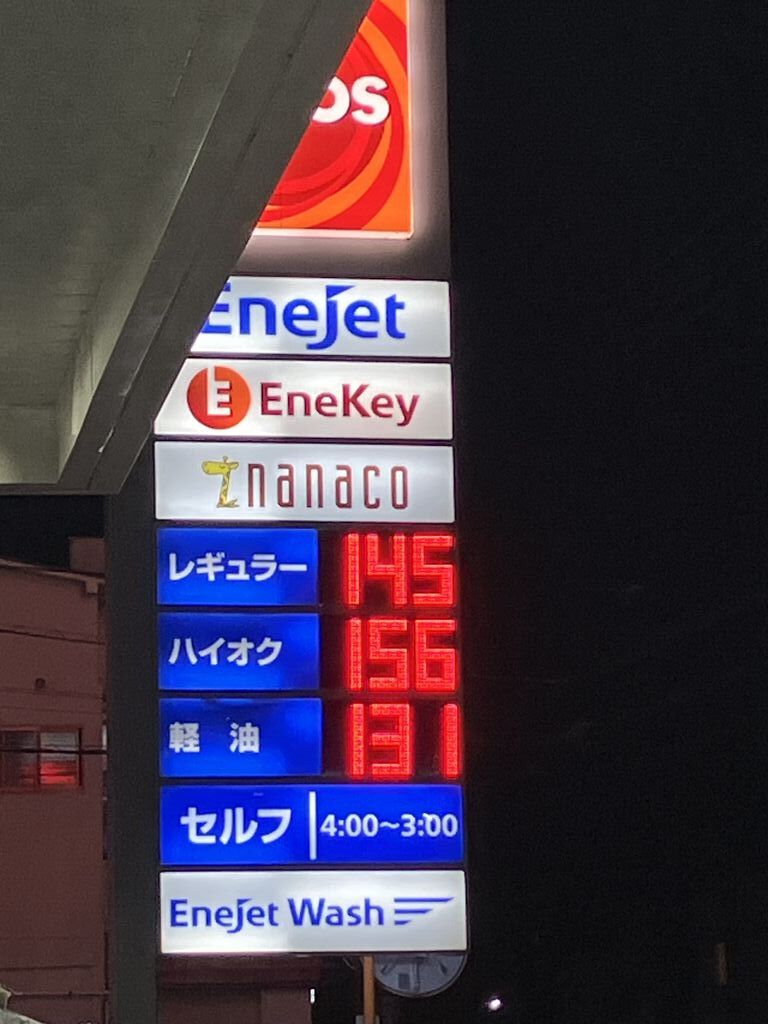 os
EneJet
EneKey
nanaco
レギュラー 145
ハイオク 156
軽油 131
セルフ 4:00～3:00
EneJet Wash